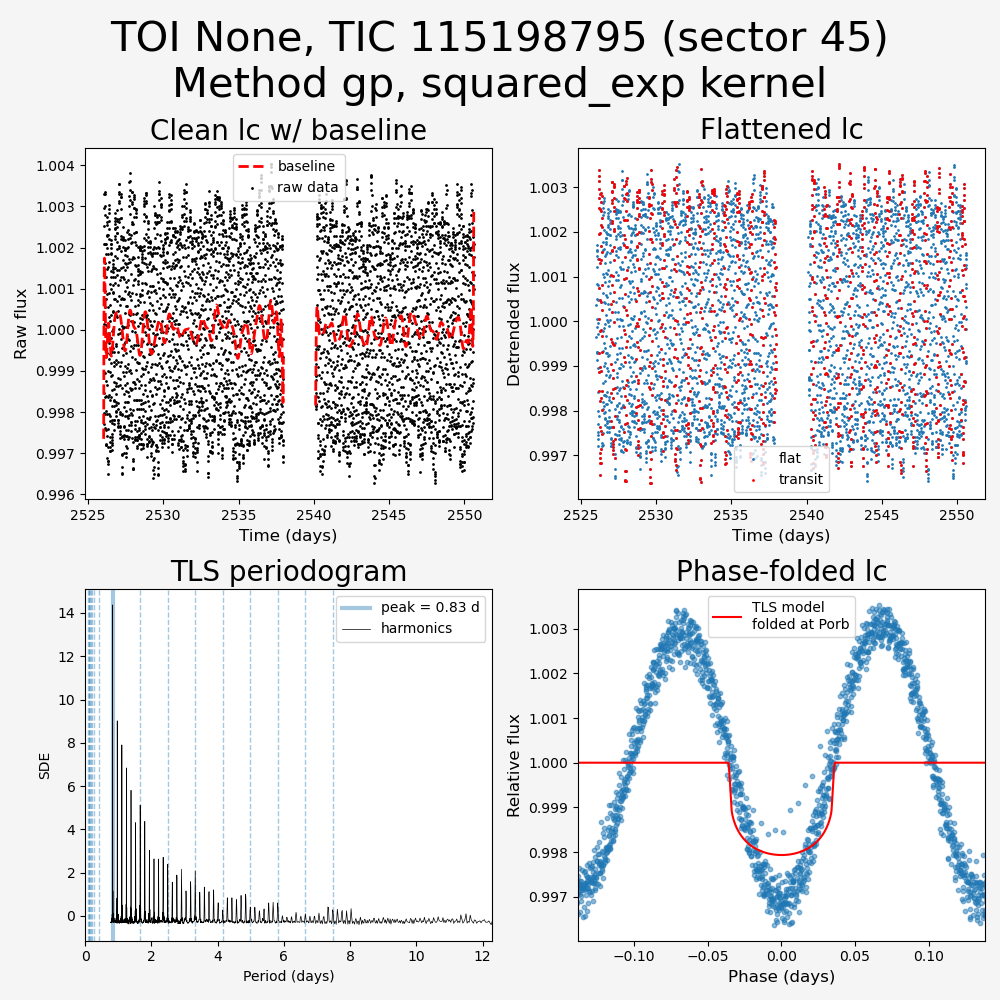 TOI None, TIC 115198795 (sector 45)
Method gp, squared_exp kernel
Clean lc w/ baseline
baseline
raw data
1.004
1.003
1.002
1.001
1.000
0.999
0.998
0.997
0.996
Raw flux
2525
2530
2535
2540
2545
2550
Time (days)
Flattened lc
1.003
1.002
1.001
1.000
0.999
0.998
0.997
Detrended flux
flat
transit
2525
2530
2535
2540
2545
2550
Time (days)
TLS periodogram
peak = 0.83 d
harmonics
14
12
10
8
6
4
2
0
SDE
0
2
4
6
8
10
12
Period (days)
Phase-folded lc
TLS model
folded at Porb
1.003
1.002
1.001
1.000
0.999
0.998
0.997
Relative flux
−0.10
−0.05
0.00
0.05
0.10
Phase (days)